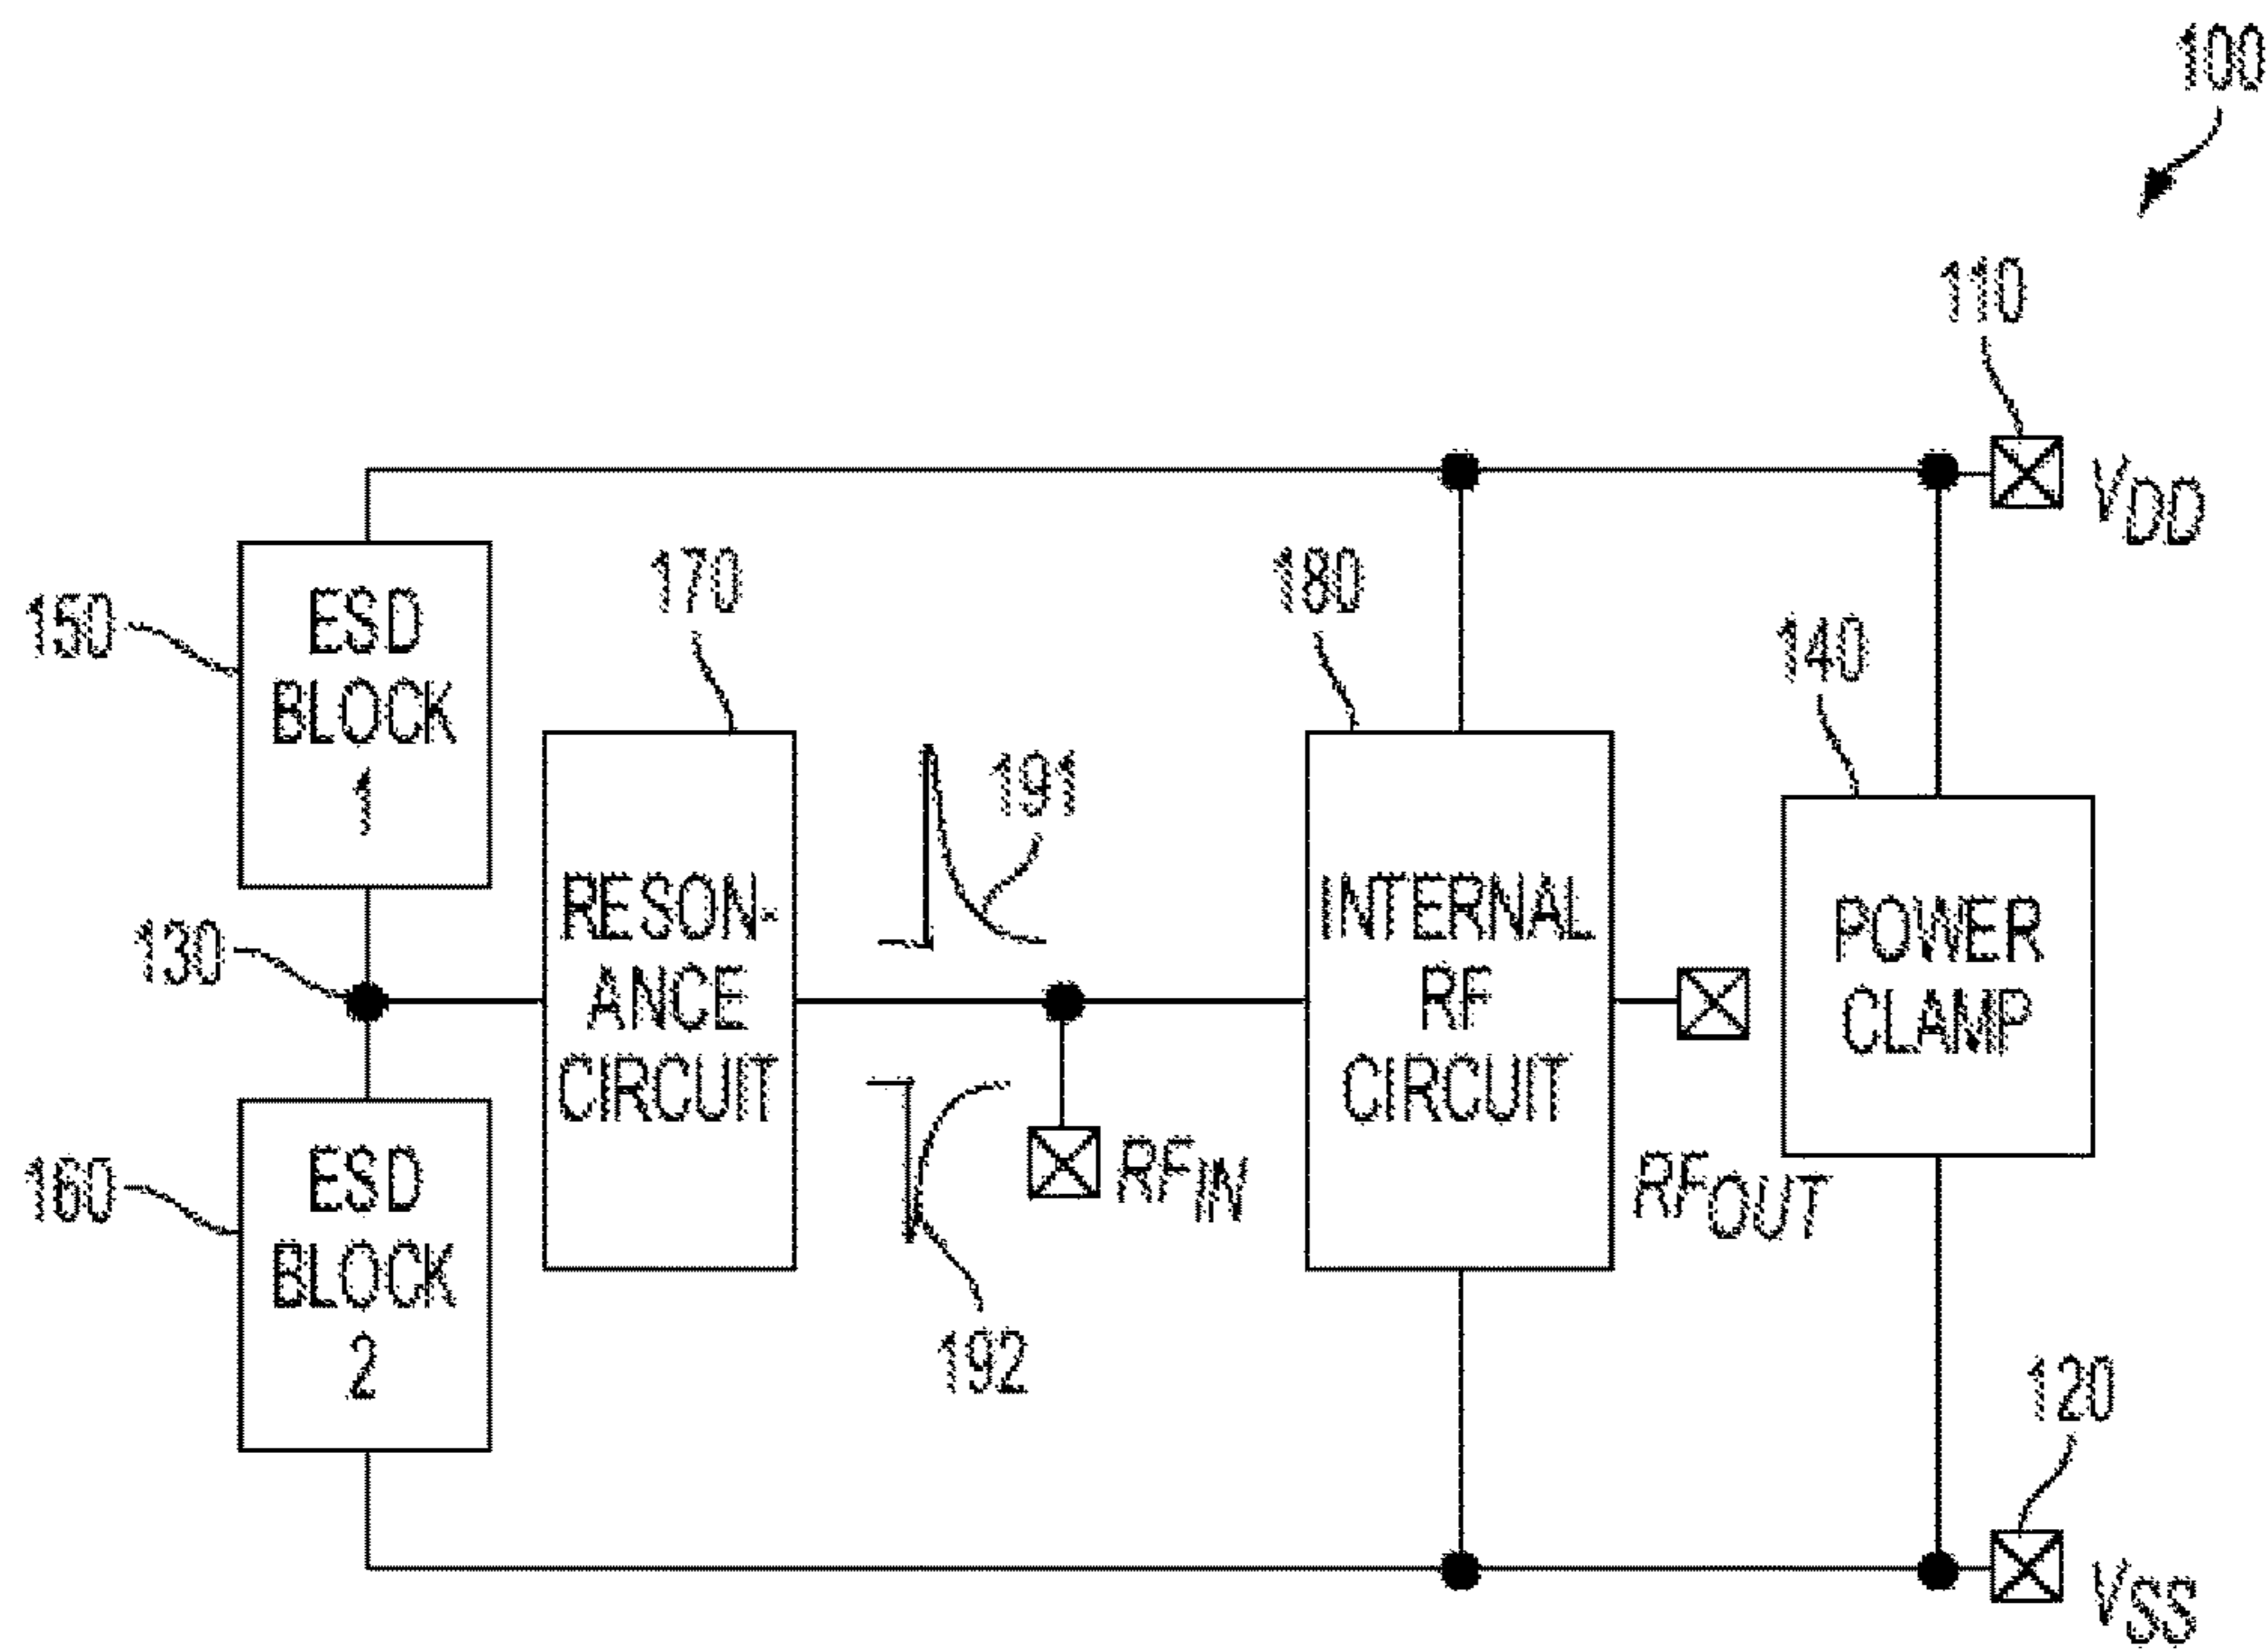 100
110
VDD
150
ESD
BLOCK
1
170
RESON-
ANCE
CIRCUIT
191
180
INTERNAL
RF
CIRCUIT
140
POWER
CLAMP
130
160
ESD
BLOCK
2
192
RFIN
RFOUT
120
VSS